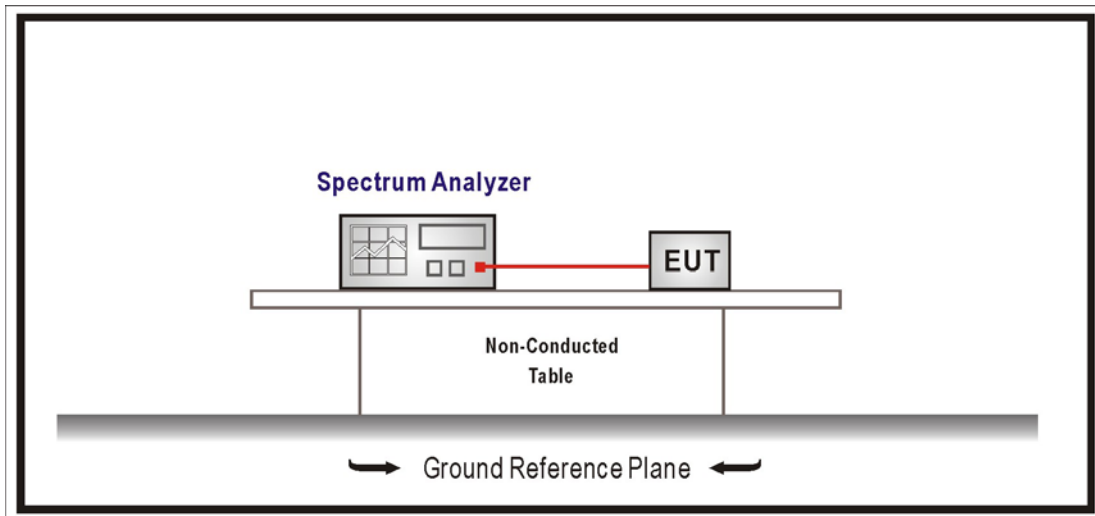 Spectrum Analyzer
EUT
Non-Conducted
Table
Ground Reference Plane